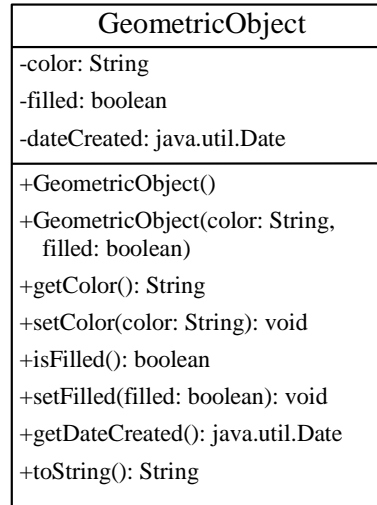 GeometricObject
-color: String
-filled: boolean
-dateCreated: java.util.Date
+GeometricObject()
+GeometricObject(color: String,
filled: boolean)
+getColor(): String
+setColor(color: String): void
+isFilled(): boolean
+setFilled(filled: boolean): void
+getDateCreated(): java.util.Date
+toString(): String